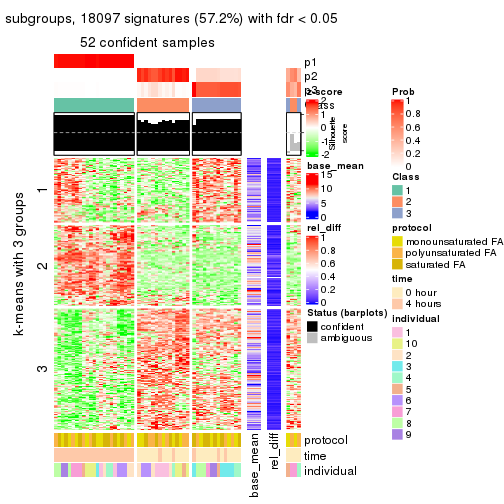 subgroups, 18097 signatures (57.2%) with fdr < 0.05
52 confident samples
p1
p2
p3
Class
z-score
2
1
0
-1
-2
Silhouette
score
1
2
3
k-means with 3 groups
base_mean
15
10
5
0
rel_diff
1
0.8
0.6
0.4
0.2
0
Status (barplots)
confident
ambiguous
Prob
1
0.8
0.6
0.4
0.2
0
Class
1
2
3
protocol
monounsaturated FA
polyunsaturated FA
saturated FA
time
0 hour
4 hours
individual
1
10
2
3
4
5
6
7
8
9
protocol
time
individual
base_mean
rel_diff